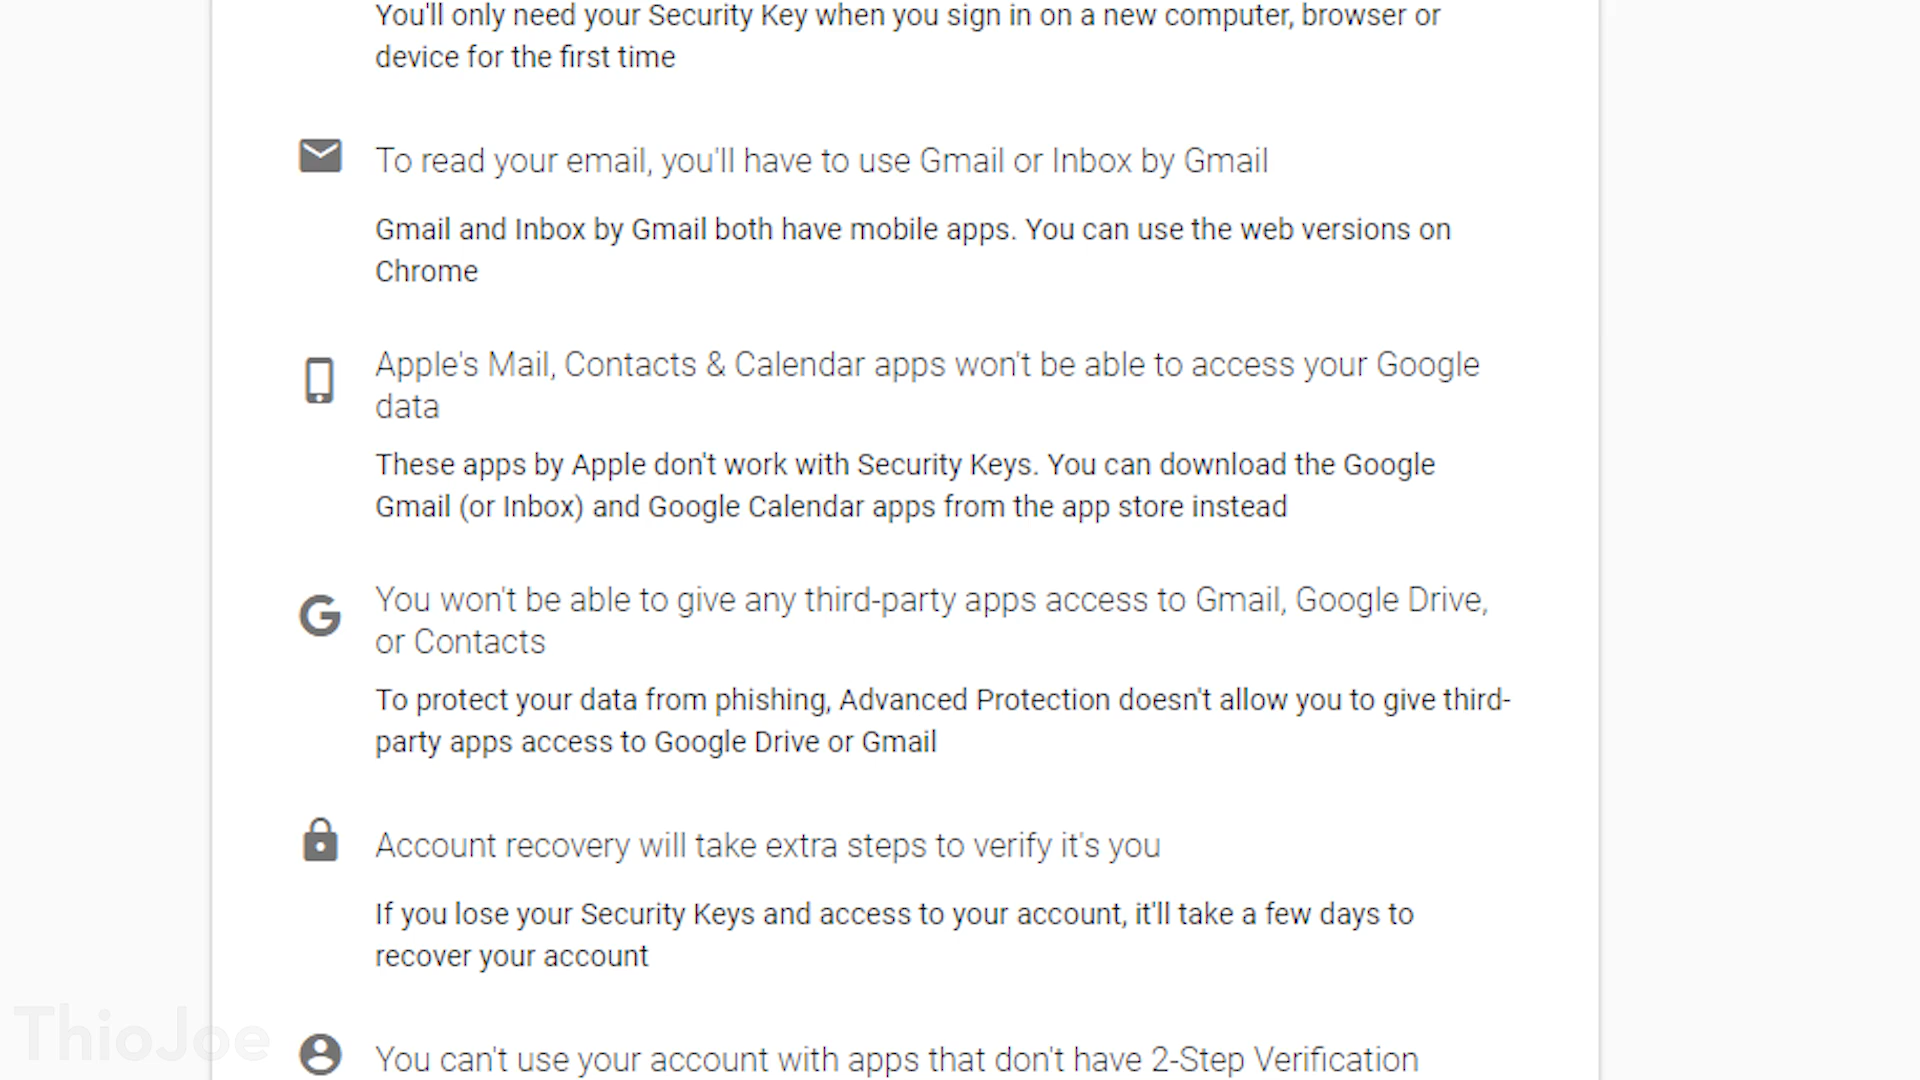 You'll only need your Security Key when you sign in on a new computer, browser or
device for the first time
To read your email, you'll have to use Gmail or Inbox by Gmail
Gmail and Inbox by Gmail both have mobile apps. You can use the web versions on
Chrome
Apple's Mail, Contacts & Calendar apps won't be able to access your Google
data
These apps by Apple don't work with Security Keys. You can download the Google
Gmail (or Inbox) and Google Calendar apps from the app store instead
You won't be able to give any third-party apps access to Gmail, Google Drive,
or Contacts
To protect your data from phishing, Advanced Protection doesn't allow you to give third-
party apps access to Google Drive or Gmail
Account recovery will take extra steps to verify it's you
If you lose your Security Keys and access to your account, it'll take a few days to
recover your account
You can't use your account with apps that don't have 2-Step Verification
ThioJoe